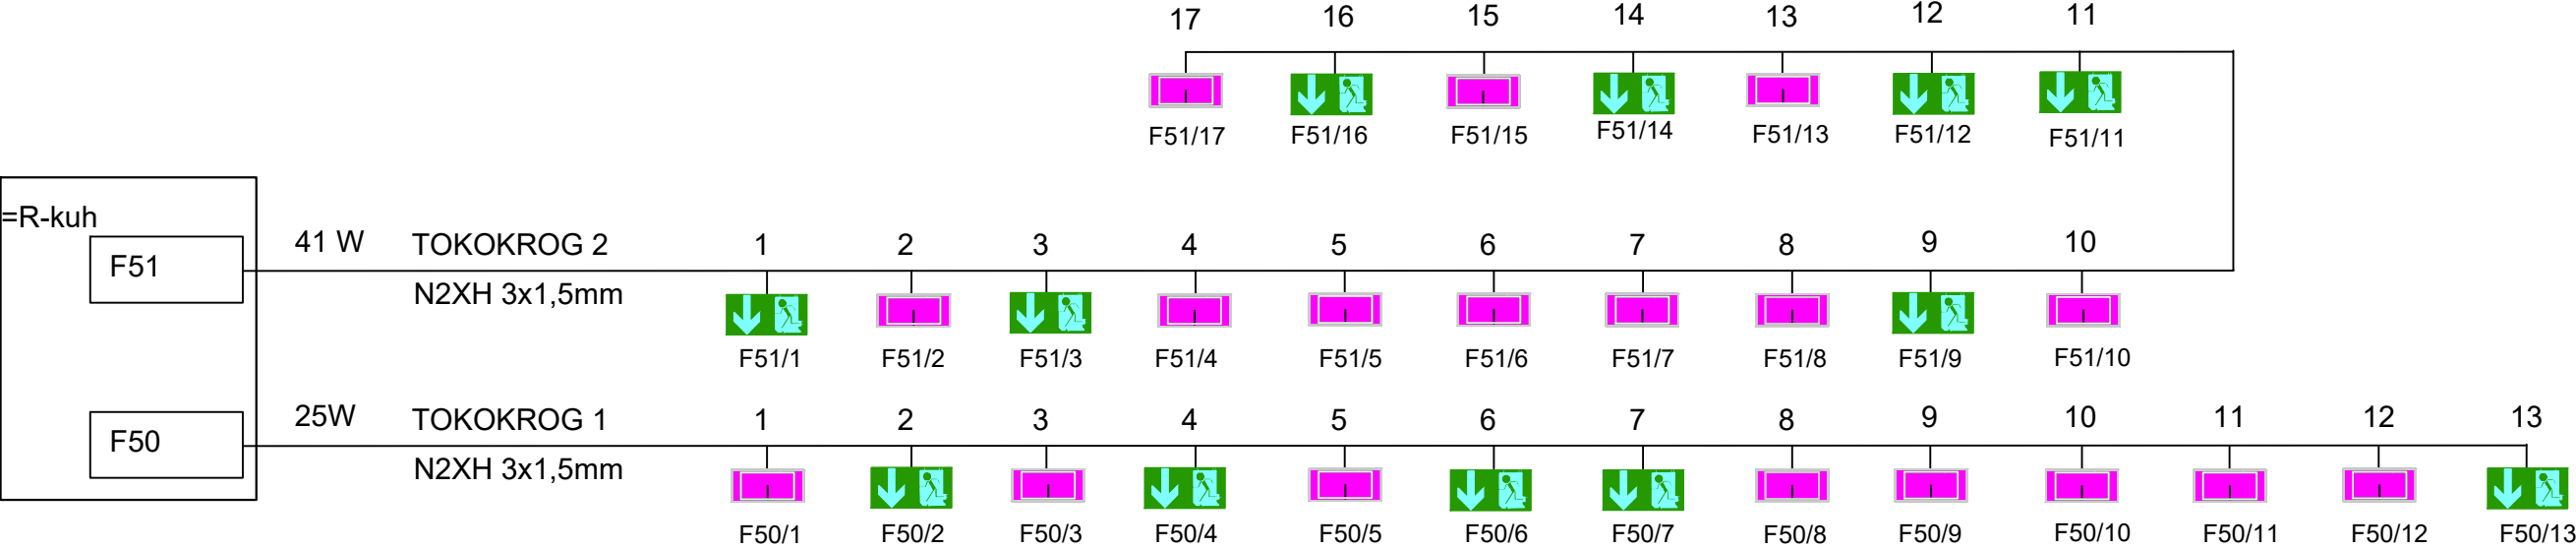 17 16 15 14 13 12 11
F51/17 F51/16 F51/15 F51/14 F51/13 F51/12 F51/11
=R-kuh
F51
41 W TOKOKROG 2 1 2 3 4 5 6 7 8 9 10
N2XH 3x1,5mm
F51/1 F51/2 F51/3 F51/4 F51/5 F51/6 F51/7 F51/8 F51/9 F51/10
F50
25W TOKOKROG 1 1 2 3 4 5 6 7 8 9 10 11 12 13
N2XH 3x1,5mm
F50/1 F50/2 F50/3 F50/4 F50/5 F50/6 F50/7 F50/8 F50/9 F50/10 F50/11 F50/12 F50/13